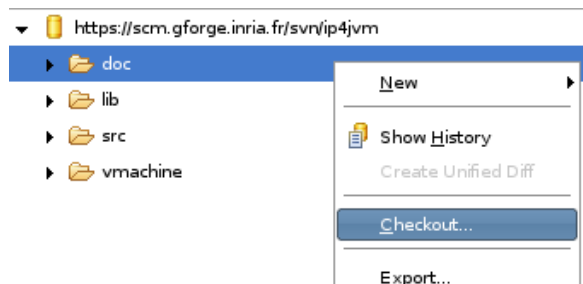 https://scm.gforge.inria.fr/svn/ip4jvm
doc
lib
src
vmachine
New
Show History
Create Unified Diff
Checkout...
Export...